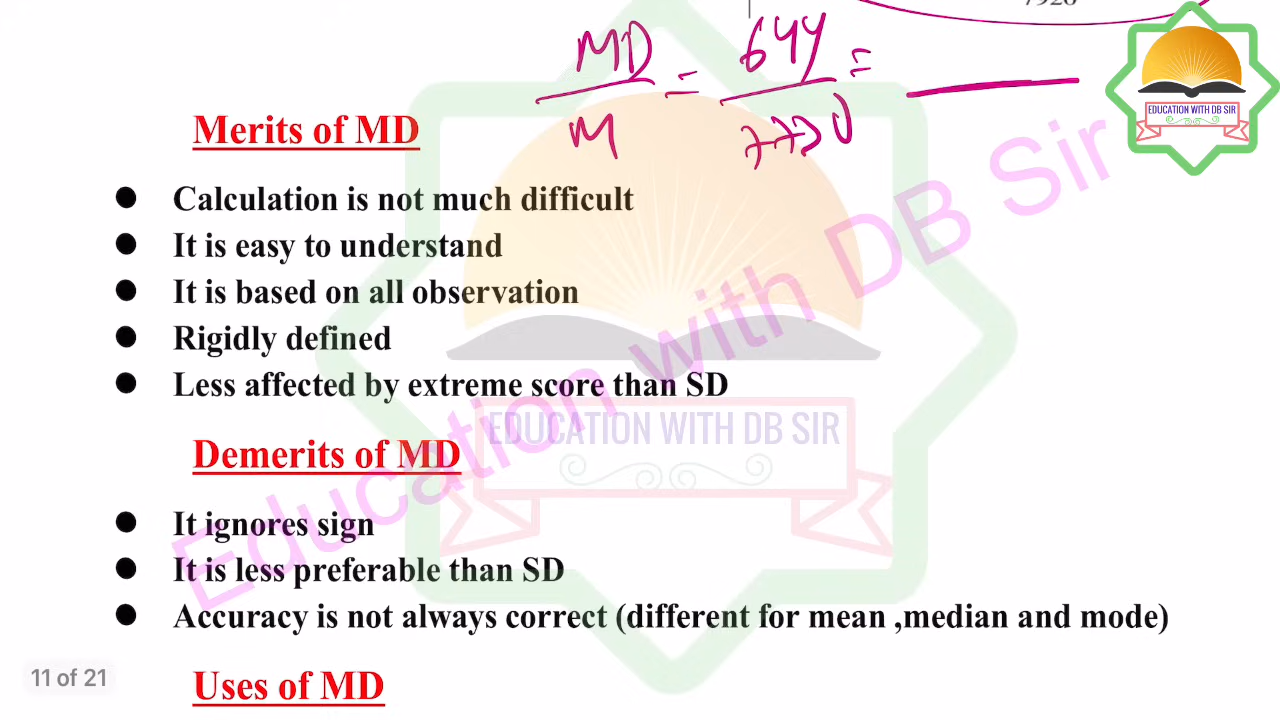 7920
MD/M = 644/7730 =
EDUCATION WITH DB SIR
Merits of MD
● Calculation is not much difficult
● It is easy to understand
● It is based on all observation
● Rigidly defined
● Less affected by extreme score than SD
EDUCATION WITH DB SIR
Education with DB Sir
Demerits of MD
● It ignores sign
● It is less preferable than SD
● Accuracy is not always correct (different for mean ,median and mode)
11 of 21
Uses of MD